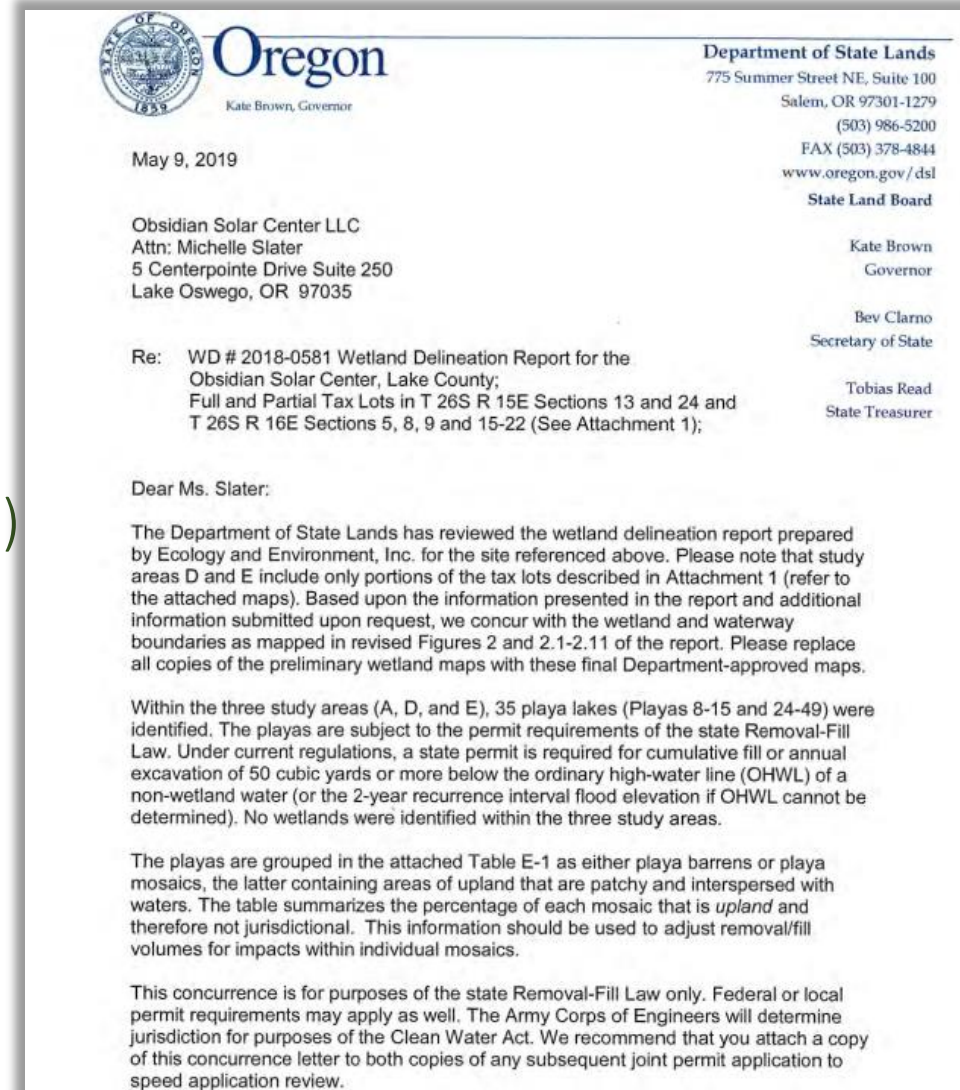 STATE OF OREGON
1859
Oregon
Kate Brown, Governor
Department of State Lands
775 Summer Street NE, Suite 100
Salem, OR 97301-1279
(503) 986-5200
FAX (503) 378-4844
www.oregon.gov/dsl
State Land Board
Kate Brown
Governor
Bev Clarno
Secretary of State
Tobias Read
State Treasurer
May 9, 2019
Obsidian Solar Center LLC
Attn: Michelle Slater
5 Centerpointe Drive Suite 250
Lake Oswego, OR 97035
Re: WD # 2018-0581 Wetland Delineation Report for the
Obsidian Solar Center, Lake County;
Full and Partial Tax Lots in T 26S R 15E Sections 13 and 24 and
T 26S R 16E Sections 5, 8, 9 and 15-22 (See Attachment 1);
Dear Ms. Slater:
)
The Department of State Lands has reviewed the wetland delineation report prepared
by Ecology and Environment, Inc. for the site referenced above. Please note that study
areas D and E include only portions of the tax lots described in Attachment 1 (refer to
the attached maps). Based upon the information presented in the report and additional
information submitted upon request, we concur with the wetland and waterway
boundaries as mapped in revised Figures 2 and 2.1-2.11 of the report. Please replace
all copies of the preliminary wetland maps with these final Department-approved maps.
Within the three study areas (A, D, and E), 35 playa lakes (Playas 8-15 and 24-49) were
identified. The playas are subject to the permit requirements of the state Removal-Fill
Law. Under current regulations, a state permit is required for cumulative fill or annual
excavation of 50 cubic yards or more below the ordinary high-water line (OHWL) of a
non-wetland water (or the 2-year recurrence interval flood elevation if OHWL cannot be
determined). No wetlands were identified within the three study areas.
The playas are grouped in the attached Table E-1 as either playa barrens or playa
mosaics, the latter containing areas of upland that are patchy and interspersed with
waters. The table summarizes the percentage of each mosaic that is upland and
therefore not jurisdictional. This information should be used to adjust removal/fill
volumes for impacts within individual mosaics.
This concurrence is for purposes of the state Removal-Fill Law only. Federal or local
permit requirements may apply as well. The Army Corps of Engineers will determine
jurisdiction for purposes of the Clean Water Act. We recommend that you attach a copy
of this concurrence letter to both copies of any subsequent joint permit application to
speed application review.